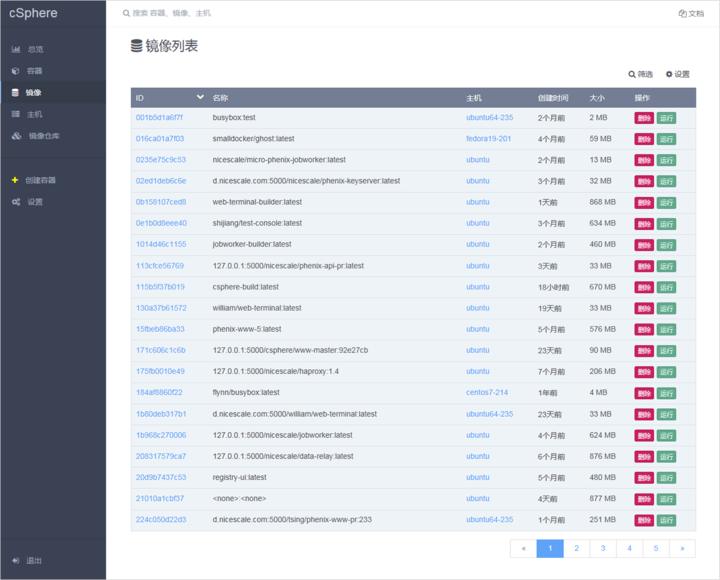 cSphere
搜索 容器、镜像、主机
文档
总览
容器
镜像
主机
镜像仓库
创建容器
设置
退出
镜像列表
筛选 设置
ID 名称 主机 创建时间 大小 操作
001b5d1a6f7f busybox:test ubuntu64-235 2个月前 2 MB 删除 运行
016ca01a7f03 smalldocker/ghost:latest fedora19-201 4个月前 59 MB 删除 运行
0235e75c9c53 nicescale/micro-phenix-jobworker:latest ubuntu 2个月前 13 MB 删除 运行
02ed1deb6c6e d.nicescale.com:5000/nicescale/phenix-keyserver:latest ubuntu 3个月前 32 MB 删除 运行
0b158107ced8 web-terminal-builder:latest ubuntu 1天前 868 MB 删除 运行
0e1b0d8eee40 shijiang/test-console:latest ubuntu 3个月前 634 MB 删除 运行
1014d46c1155 jobworker-builder:latest ubuntu 2个月前 460 MB 删除 运行
113cfce56769 127.0.0.1:5000/nicescale/phenix-api-pr:latest ubuntu 3天前 33 MB 删除 运行
115b5f37b019 csphere-build:latest ubuntu 18小时前 670 MB 删除 运行
130a37b61572 william/web-terminal:latest ubuntu 19天前 33 MB 删除 运行
15fbeb86ba33 phenix-www-5:latest ubuntu 5个月前 576 MB 删除 运行
171c606c1c6b 127.0.0.1:5000/csphere/www-master:92e27cb ubuntu 23天前 90 MB 删除 运行
175fb0010e49 127.0.0.1:5000/nicescale/haproxy:1.4 ubuntu 7个月前 206 MB 删除 运行
184af8860f22 flynn/busybox:latest centos7-214 1年前 4 MB 删除 运行
1b80deb317b1 d.nicescale.com:5000/william/web-terminal:latest ubuntu64-235 23天前 33 MB 删除 运行
1b968c270006 127.0.0.1:5000/nicescale/jobworker:latest ubuntu 4个月前 624 MB 删除 运行
208317579ca7 127.0.0.1:5000/nicescale/data-relay:latest ubuntu 6个月前 876 MB 删除 运行
20d9b7437c53 registry-ui:latest ubuntu 5个月前 480 MB 删除 运行
21010a1cbf37 <none>:<none> ubuntu 4天前 877 MB 删除 运行
224c050d22d3 d.nicescale.com:5000/tsing/phenix-www-pr:233 ubuntu64-235 1个月前 251 MB 删除 运行
« 1 2 3 4 5 »